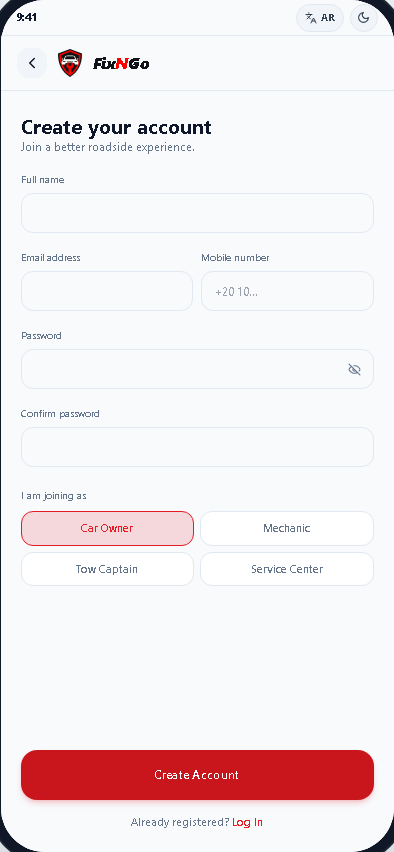 9:41
AR
FixNGo
Create your account
Join a better roadside experience.
Full name
Email address
Mobile number
+20 10...
Password
Confirm password
I am joining as
Car Owner
Mechanic
Tow Captain
Service Center
Create Account
Already registered? Log In